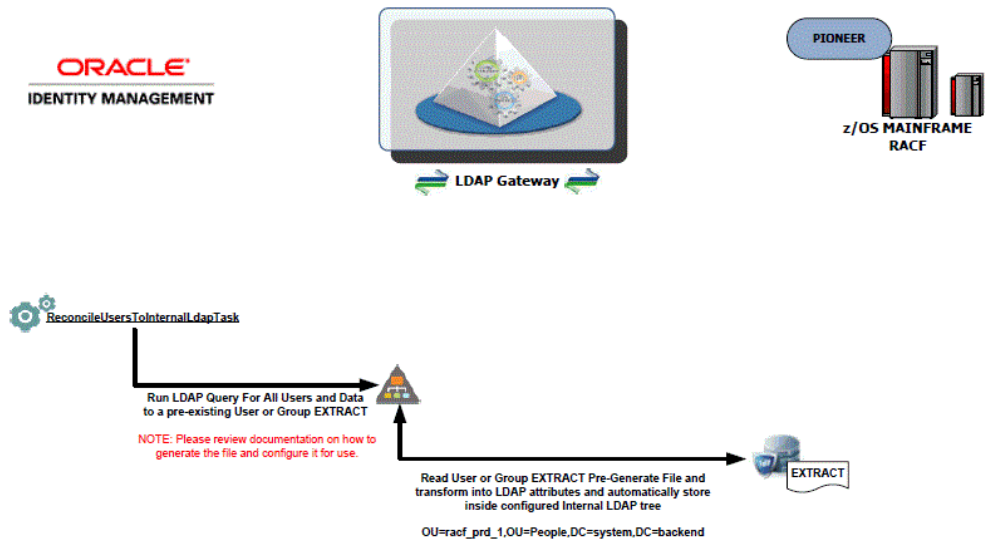 ORACLE
IDENTITY MANAGEMENT
LDAP Gateway
PIONEER
z/OS MAINFRAME
RACF
ReconcileUsersToInternalLdapTask
Run LDAP Query For All Users and Data
to a pre-existing User or Group EXTRACT
NOTE: Please review documentation on how to
generate the file and configure it for use.
Read User or Group EXTRACT Pre-Generate File and
transform into LDAP attributes and automatically store
inside configured Internal LDAP tree
OU=racf_prd_1,OU=People,DC=system,DC=backend
EXTRACT